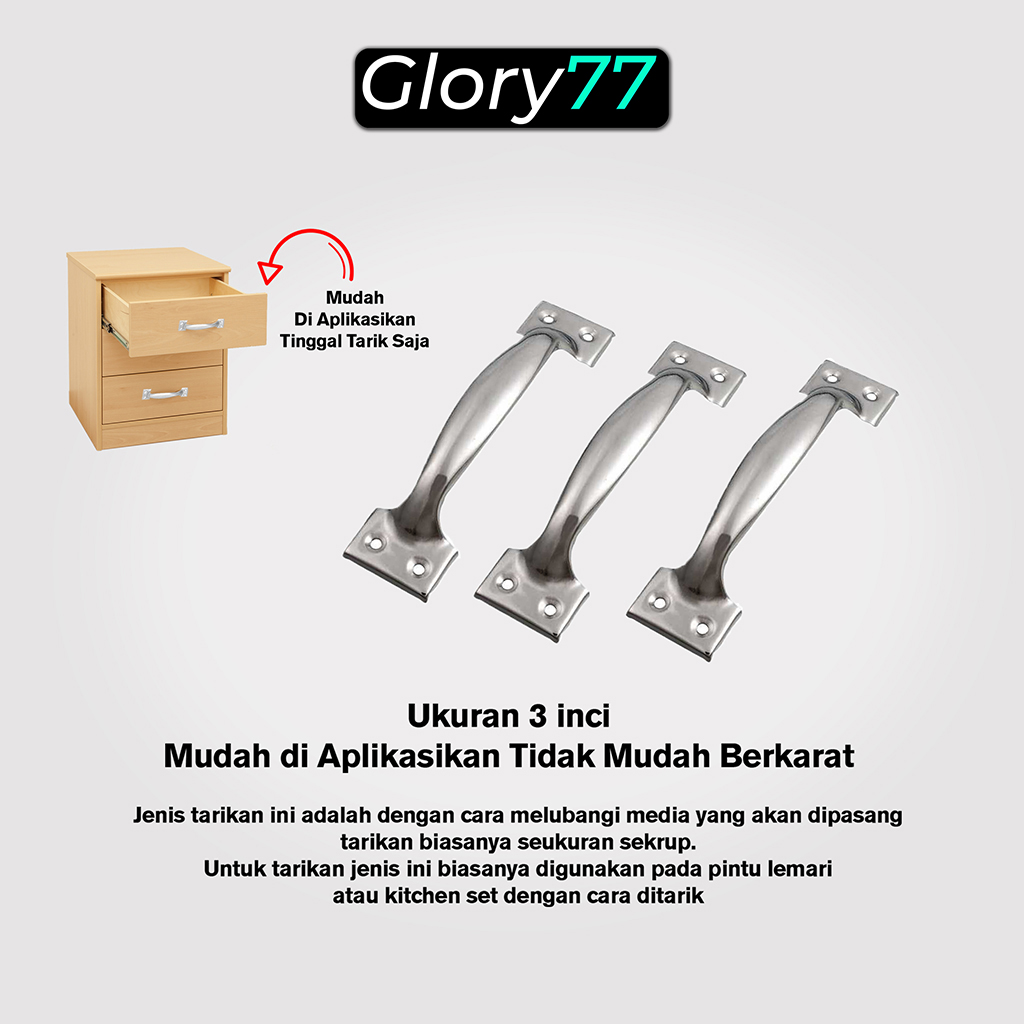 Glory77
Mudah
Di Aplikasikan
Tinggal Tarik Saja
Ukuran 3 inci
Mudah di Aplikasikan Tidak Mudah Berkarat
Jenis tarikan ini adalah dengan cara melubangi media yang akan dipasang
tarikan biasanya seukuran sekrup.
Untuk tarikan jenis ini biasanya digunakan pada pintu lemari
atau kitchen set dengan cara ditarik